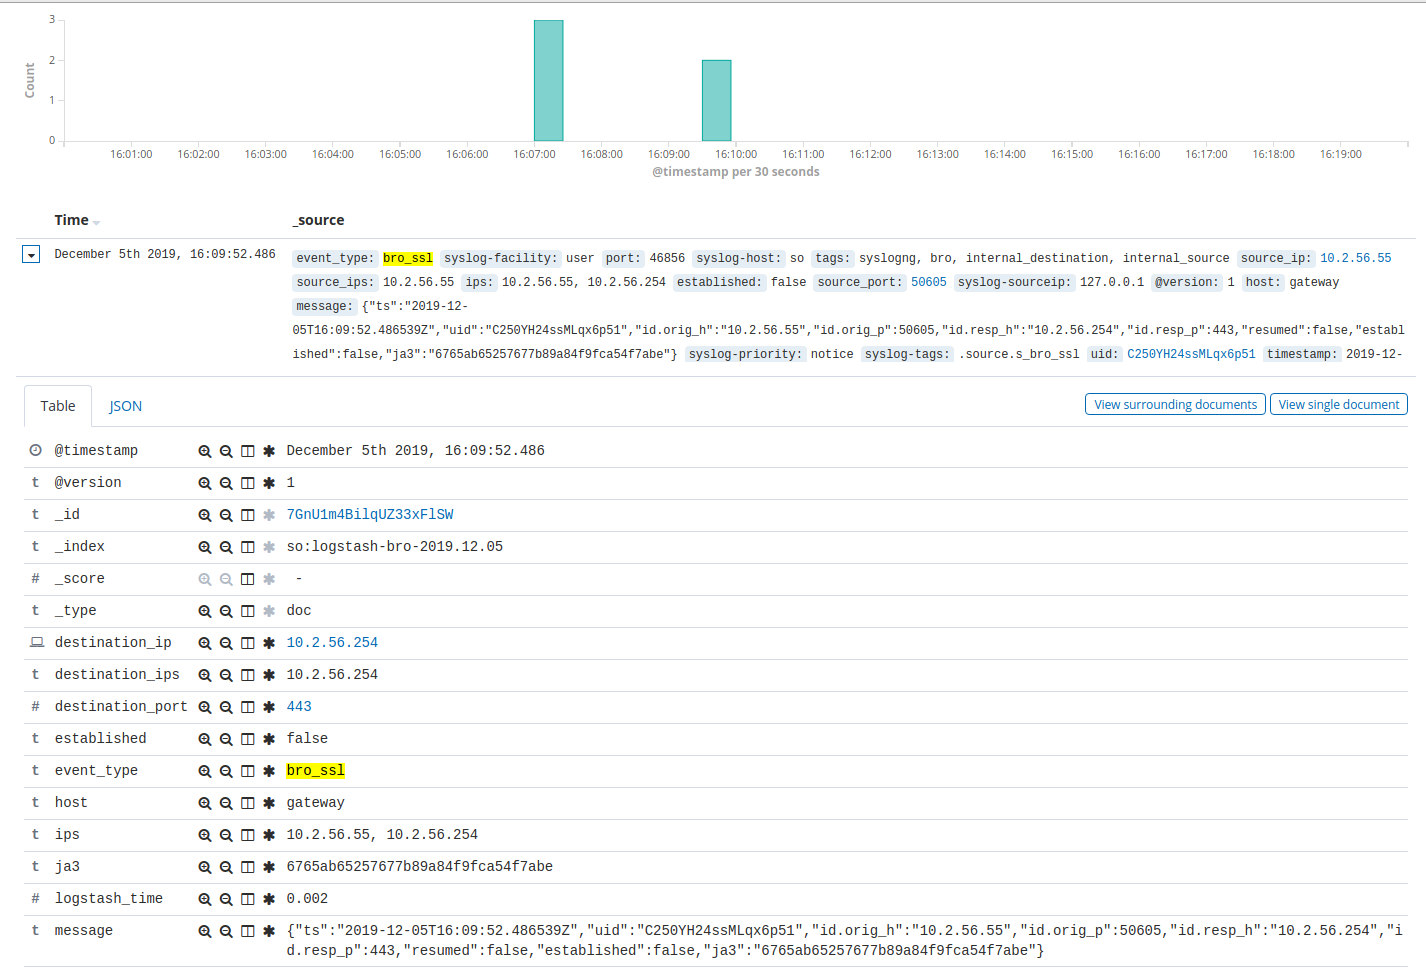 3
2
1
0
Count
16:01:00 16:02:00 16:03:00 16:04:00 16:05:00 16:06:00 16:07:00 16:08:00 16:09:00 16:10:00 16:11:00 16:12:00 16:13:00 16:14:00 16:15:00 16:16:00 16:17:00 16:18:00 16:19:00
@timestamp per 30 seconds
Time _source
December 5th 2019, 16:09:52.486 event_type: bro_ssl syslog-facility: user port: 46856 syslog-host: so tags: syslogng, bro, internal_destination, internal_source source_ip: 10.2.56.55
source_ips: 10.2.56.55 ips: 10.2.56.55, 10.2.56.254 established: false source_port: 50605 syslog-sourceip: 127.0.0.1 @version: 1 host: gateway
message: {"ts":"2019-12-
05T16:09:52.486539Z","uid":"C250YH24ssMLqx6p51","id.orig_h":"10.2.56.55","id.orig_p":50605,"id.resp_h":"10.2.56.254","id.resp_p":443,"resumed":false,"establ
ished":false,"ja3":"6765ab65257677b89a84f9fca54f7abe"} syslog-priority: notice syslog-tags: .source.s_bro_ssl uid: C250YH24ssMLqx6p51 timestamp: 2019-12-
Table JSON View surrounding documents View single document
@timestamp December 5th 2019, 16:09:52.486
t @version 1
t _id 7GnU1m4BilqUZ33xFlSW
t _index so:logstash-bro-2019.12.05
# _score -
t _type doc
destination_ip 10.2.56.254
t destination_ips 10.2.56.254
# destination_port 443
t established false
t event_type bro_ssl
t host gateway
t ips 10.2.56.55, 10.2.56.254
t ja3 6765ab65257677b89a84f9fca54f7abe
# logstash_time 0.002
t message {"ts":"2019-12-05T16:09:52.486539Z","uid":"C250YH24ssMLqx6p51","id.orig_h":"10.2.56.55","id.orig_p":50605,"id.resp_h":"10.2.56.254","i
d.resp_p":443,"resumed":false,"established":false,"ja3":"6765ab65257677b89a84f9fca54f7abe"}